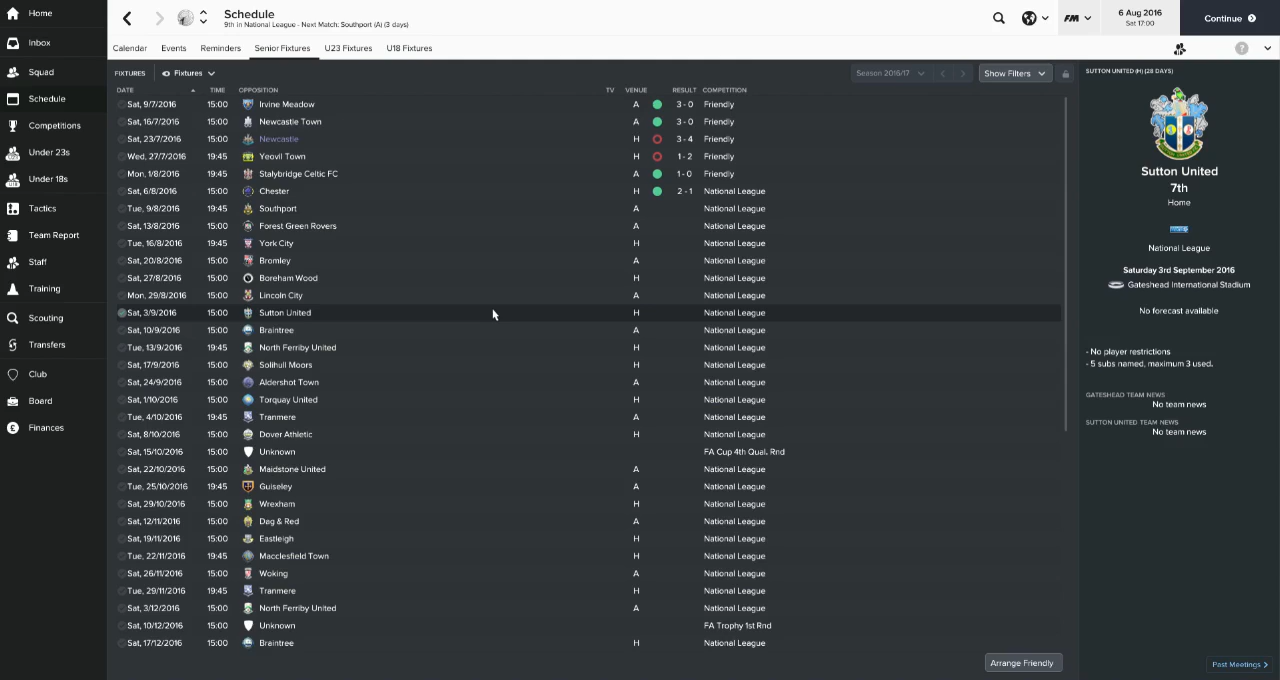 Home
Inbox
Squad
Schedule
Competitions
Under 23s
Under 18s
Tactics
Team Report
Staff
Training
Scouting
Transfers
Club
Board
Finances
Schedule
9th in National League - Next Match; Southport (A) (3 days)
FM
6 Aug 2016
Sat 17:00
Continue
Calendar Events Reminders Senior Fixtures U23 Fixtures U18 Fixtures
?
FIXTURES Fixtures Season 2016/17 Show Filters
DATE TIME OPPOSITION TV VENUE RESULT COMPETITION
Sat, 9/7/2016 15:00 Irvine Meadow A 3 - 0 Friendly
Sat, 16/7/2016 15:00 Newcastle Town A 3 - 0 Friendly
Sat, 23/7/2016 15:00 Newcastle H 3 - 4 Friendly
Wed, 27/7/2016 19:45 Yeovil Town H 1 - 2 Friendly
Mon, 1/8/2016 19:45 Stalybridge Celtic FC A 1 - 0 Friendly
Sat, 6/8/2016 15:00 Chester H 2 - 1 National League
Tue, 9/8/2016 19:45 Southport A National League
Sat, 13/8/2016 15:00 Forest Green Rovers A National League
Tue, 16/8/2016 19:45 York City H National League
Sat, 20/8/2016 15:00 Bromley A National League
Sat, 27/8/2016 15:00 Boreham Wood H National League
Mon, 29/8/2016 15:00 Lincoln City A National League
Sat, 3/9/2016 15:00 Sutton United H National League
Sat, 10/9/2016 15:00 Braintree A National League
Tue, 13/9/2016 19:45 North Ferriby United H National League
Sat, 17/9/2016 15:00 Solihull Moors H National League
Sat, 24/9/2016 15:00 Aldershot Town A National League
Sat, 1/10/2016 15:00 Torquay United H National League
Tue, 4/10/2016 19:45 Tranmere A National League
Sat, 8/10/2016 15:00 Dover Athletic H National League
Sat, 15/10/2016 15:00 Unknown FA Cup 4th Qual. Rnd
Sat, 22/10/2016 15:00 Maidstone United A National League
Tue, 25/10/2016 19:45 Guiseley A National League
Sat, 29/10/2016 15:00 Wrexham H National League
Sat, 12/11/2016 15:00 Dag & Red A National League
Sat, 19/11/2016 15:00 Eastleigh H National League
Tue, 22/11/2016 19:45 Macclesfield Town H National League
Sat, 26/11/2016 15:00 Woking A National League
Tue, 29/11/2016 19:45 Tranmere H National League
Sat, 3/12/2016 15:00 North Ferriby United A National League
Sat, 10/12/2016 15:00 Unknown FA Trophy 1st Rnd
Sat, 17/12/2016 15:00 Braintree H National League
Arrange Friendly
SUTTON UNITED (H) (28 DAYS)
Sutton United
7th
Home
National League
Saturday 3rd September 2016
Gateshead International Stadium
No forecast available
- No player restrictions
- 5 subs named, maximum 3 used.
GATESHEAD TEAM NEWS
No team news
SUTTON UNITED TEAM NEWS
No team news
Past Meetings >